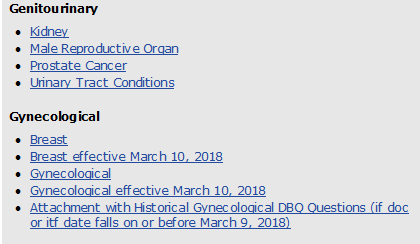 Genitourinary
• Kidney
• Male Reproductive Organ
• Prostate Cancer
• Urinary Tract Conditions
Gynecological
• Breast
• Breast effective March 10, 2018
• Gynecological
• Gynecological effective March 10, 2018
• Attachment with Historical Gynecological DBQ Questions (if doc
or itf date falls on or before March 9, 2018)